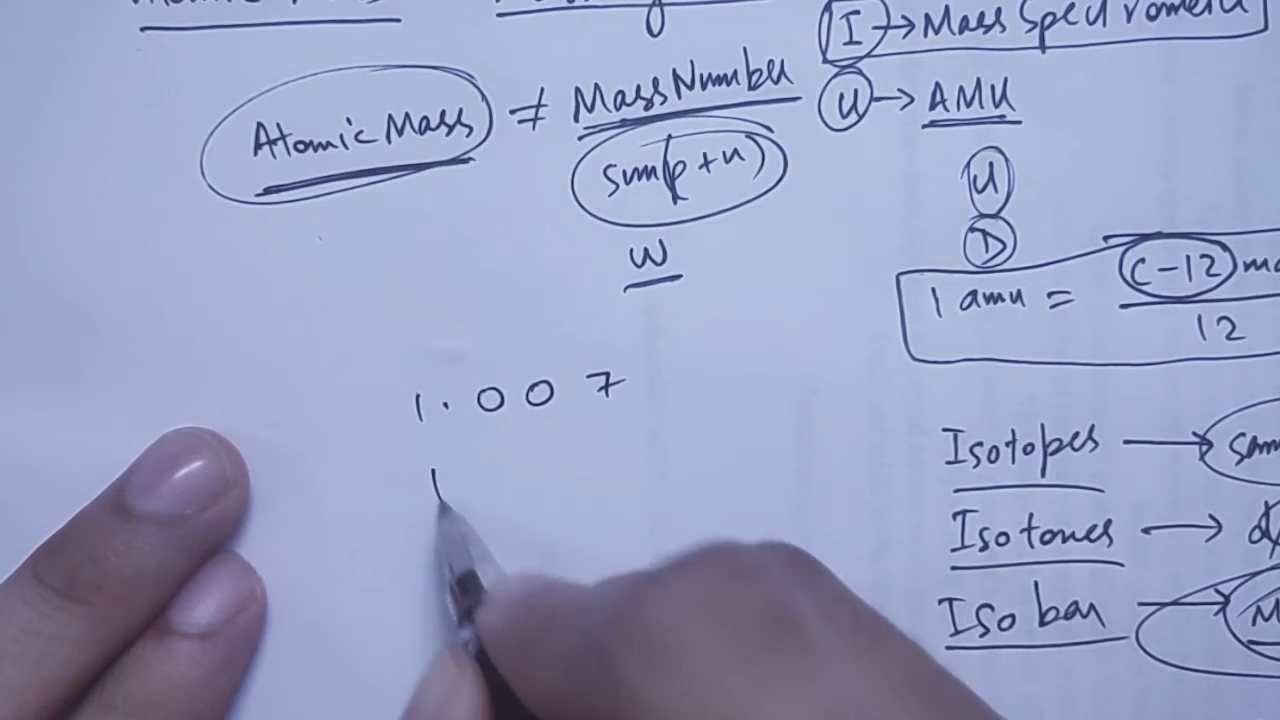 I → Mass Spectrometer
Atomic Mass ≠ Mass Number
U → AMU
sum(p+n)
U
D
W
1 amu = C-12
12
1.007
Isotopes →
Isotones →
Isobar →